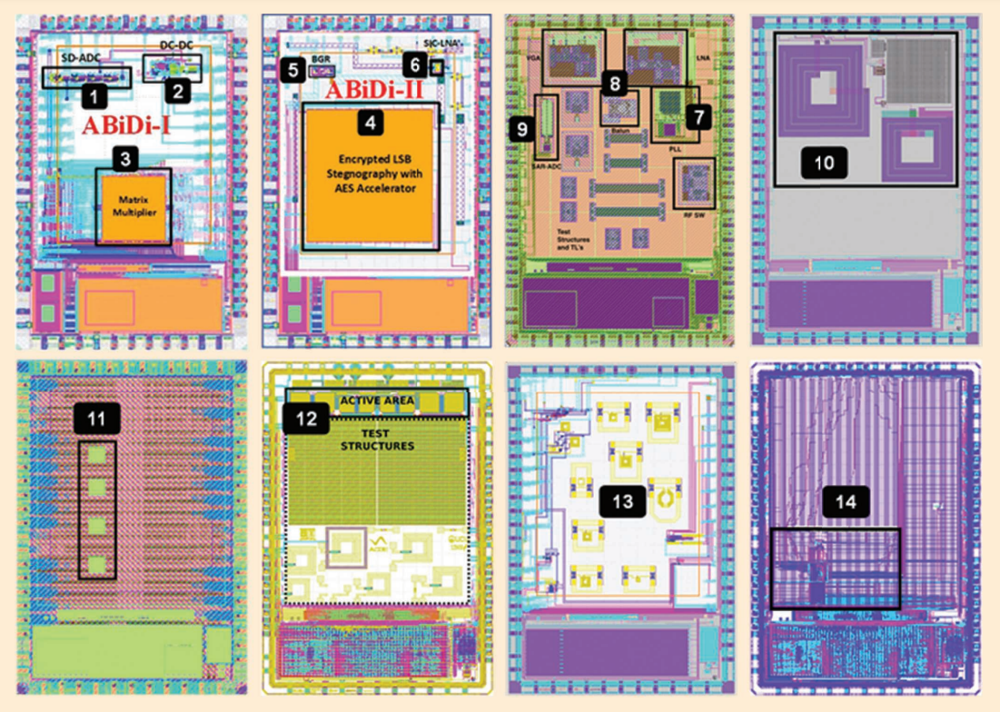 SD-ADC
DC-DC
1
2
ABiDi-I
3
Matrix
Multiplier
SiC-LNA
BGR
5
6
ABiDi-II
4
Encrypted LSB
Stegnography with
AES Accelerator
VGA
LNA
8
7
9
Balun
PLL
SAR-ADC
RF SW
Test
Structures
and TL's
10
11
ACTIVE AREA
12
TEST
STRUCTURES
13
14